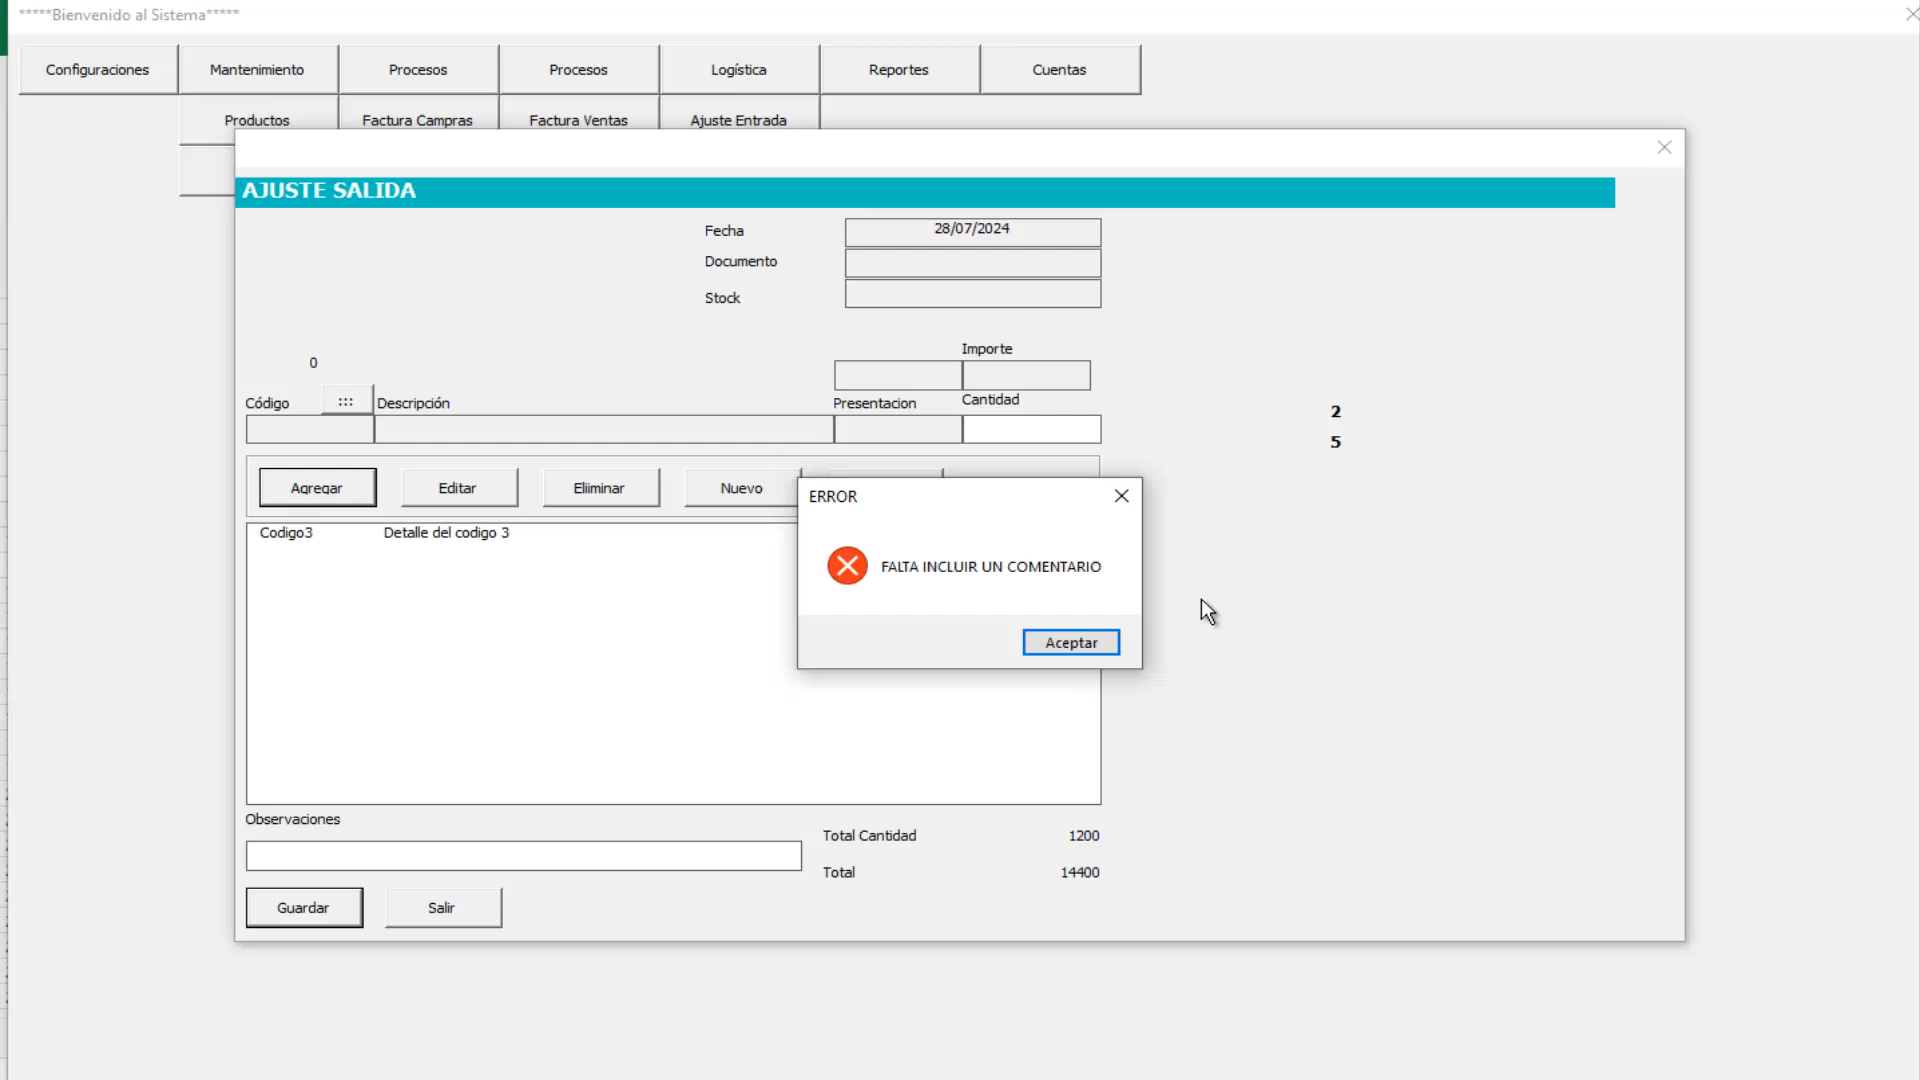 *****Bienvenido al Sistema*****
Configuraciones Mantenimiento Procesos Procesos Logística Reportes Cuentas
Productos Factura Campras Factura Ventas Ajuste Entrada
AJUSTE SALIDA
Fecha 28/07/2024
Documento
Stock
Importe
0
Código ::: Descripción Presentacion Cantidad
2
5
Agregar Editar Eliminar Nuevo
ERROR
FALTA INCLUIR UN COMENTARIO
Aceptar
Codigo3 Detalle del codigo 3
Observaciones
Total Cantidad 1200
Total 14400
Guardar Salir